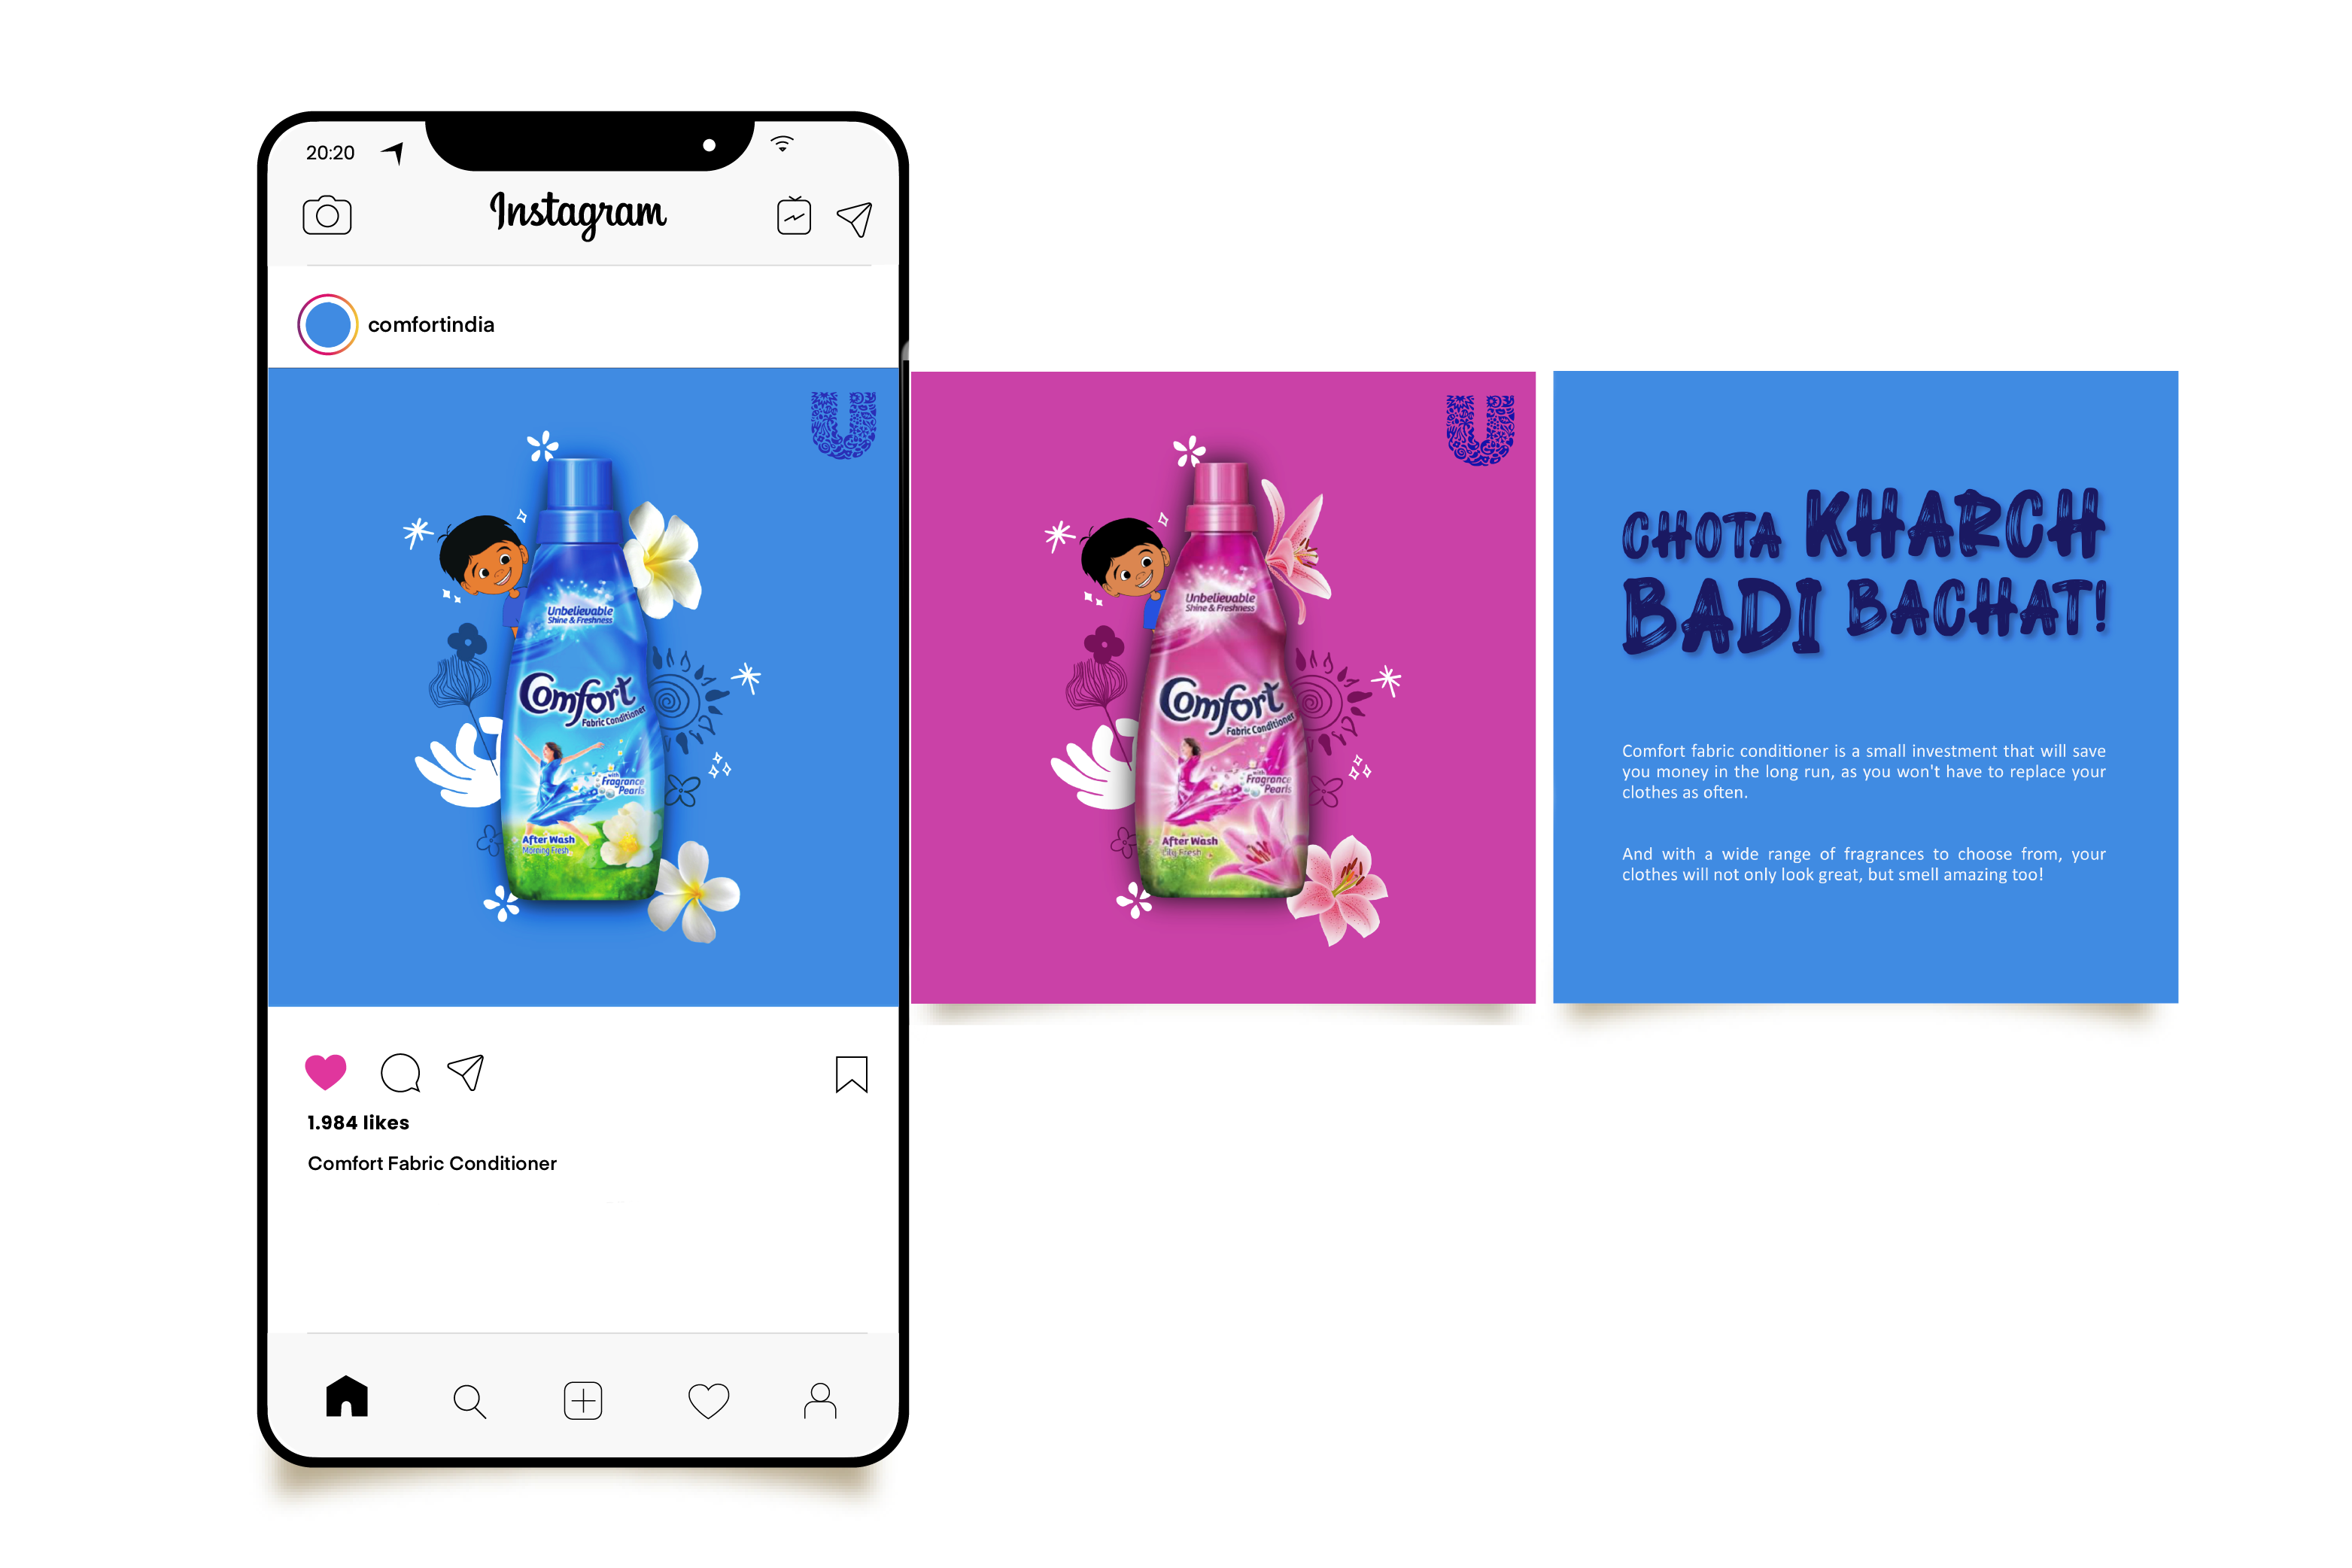 20:20
Instagram
comfortindia
Unbelievable
Shine & Freshness
Comfort
Fabric Conditioner
with
Fragrance
Pearls
After Wash
Morning Fresh
1.984 likes
Comfort Fabric Conditioner
Unbelievable
Shine & Freshness
Comfort
Fabric Conditioner
with
Fragrance
Pearls
After Wash
Lily Fresh
CHOTA KHARCH
BADI BACHAT!
Comfort fabric conditioner is a small investment that will save
you money in the long run, as you won't have to replace your
clothes as often.
And with a wide range of fragrances to choose from, your
clothes will not only look great, but smell amazing too!